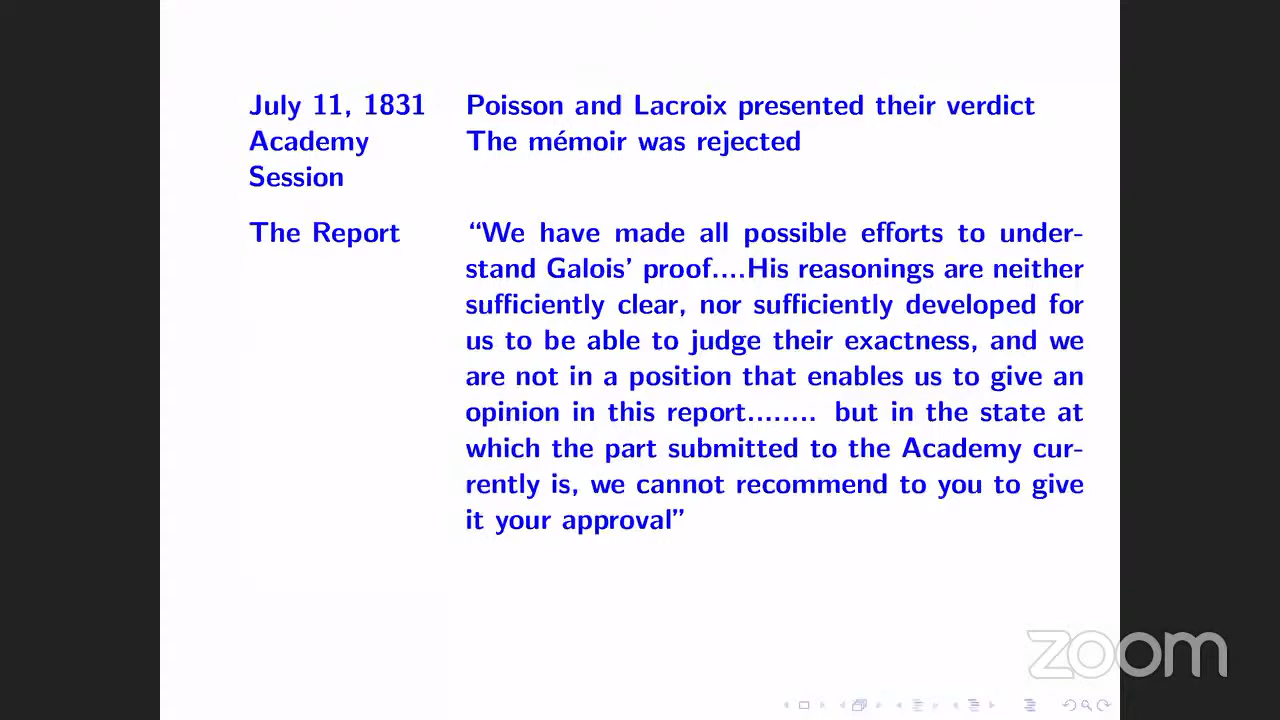 July 11, 1831 Poisson and Lacroix presented their verdict
Academy The mémoir was rejected
Session
The Report “We have made all possible efforts to under-
stand Galois’ proof....His reasonings are neither
sufficiently clear, nor sufficiently developed for
us to be able to judge their exactness, and we
are not in a position that enables us to give an
opinion in this report........ but in the state at
which the part submitted to the Academy cur-
rently is, we cannot recommend to you to give
it your approval”
zoom